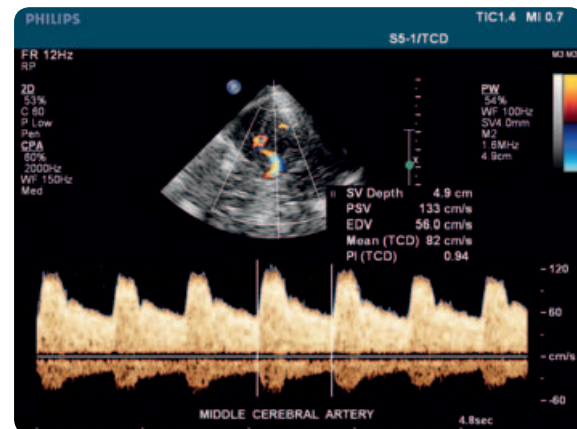 PHILIPS
TIC1.4 MI 0.7
S5-1/TCD
FR 12Hz
RP
2D
53%
C 60
P Low
Pen
CPA
60%
2000Hz
WF 150Hz
Med
M3 M3
PW
54%
WF 100Hz
SV4.0mm
M2
1.6MHz
4.9cm
x
SV Depth 4.9 cm
PSV 133 cm/s
EDV 56.0 cm/s
Mean (TCD) 82 cm/s
PI (TCD) 0.94
-120
-60
-cm/s
--60
MIDDLE CEREBRAL ARTERY
4.8sec